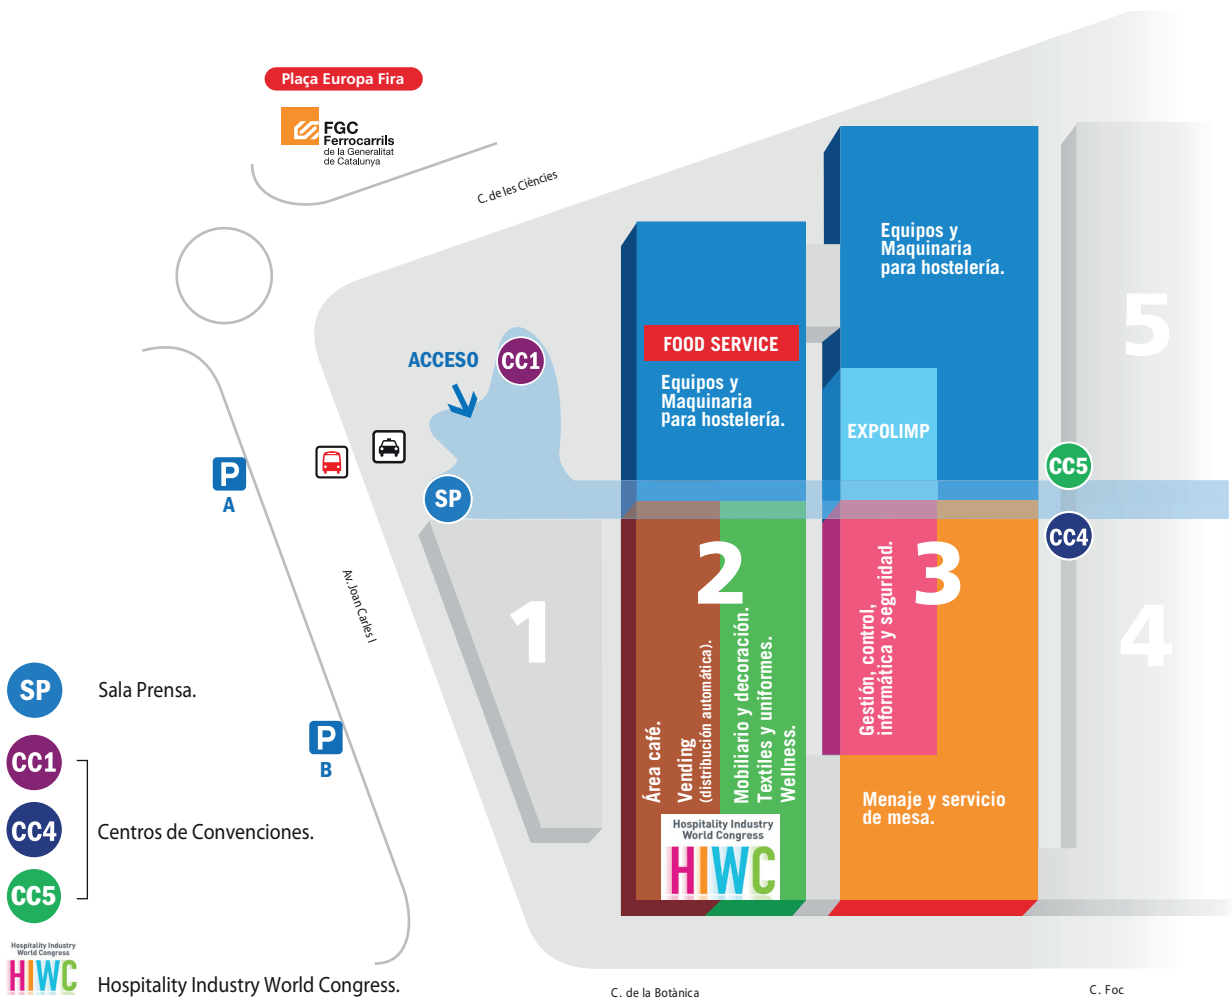 Plaça Europa Fira
FGC
Ferrocarrils
de la Generalitat
de Catalunya
C. de les Ciències
Equipos y
Maquinaria
para hostelería.
5
FOOD SERVICE
ACCESO
CC1
Equipos y
Maquinaria
para hostelería.
EXPOLIMP
CC5
P
A
SP
CC4
2
3
1
4
Av. Joan Carles I
Gestión, control,
informática y seguridad.
Área café.
Vending
(distribución automática).
Mobiliario y decoración.
Textiles y uniformes.
Wellness.
SP
Sala Prensa.
P
B
CC1
CC4
Centros de Convenciones.
CC5
Menaje y servicio
de mesa.
Hospitality Industry
World Congress
HIWC
Hospitality Industry
World Congress
HIWC
Hospitality Industry World Congress.
C. de la Botànica
C. Foc